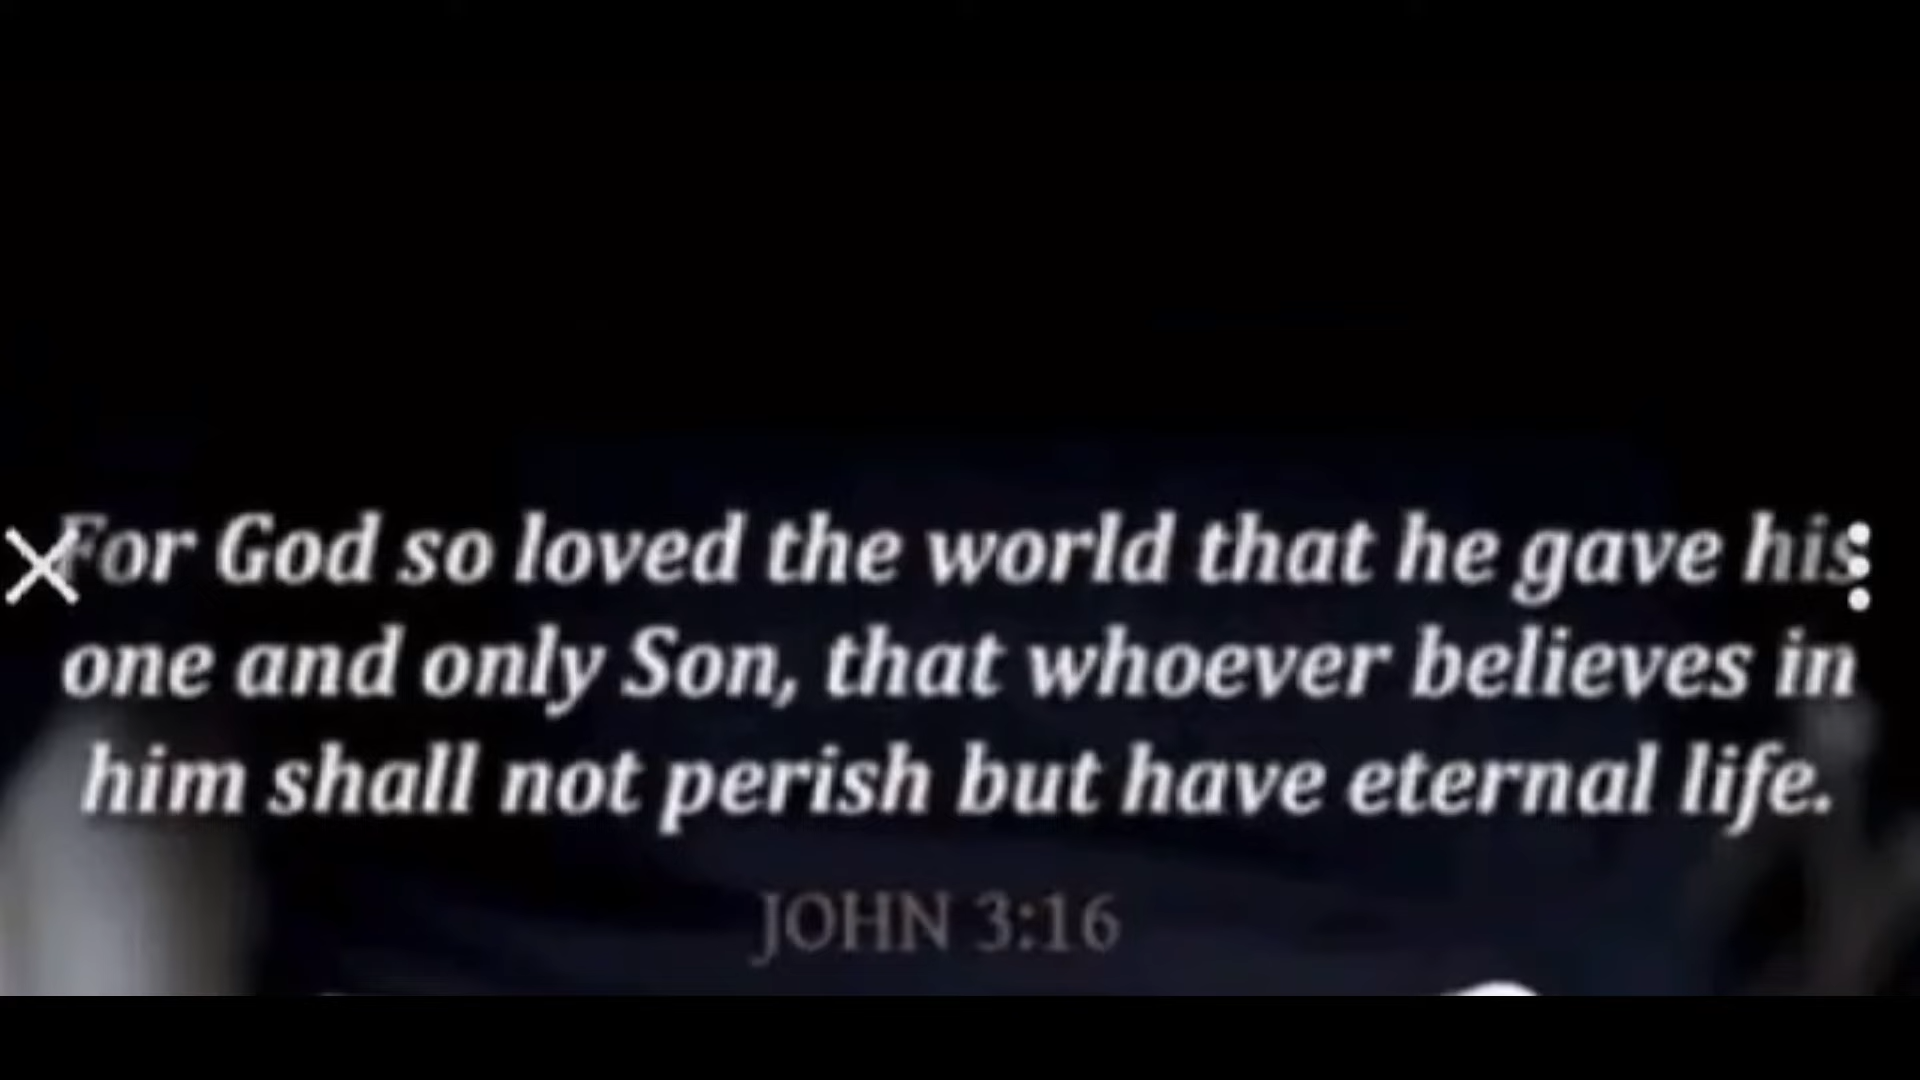 For God so loved the world that he gave his
one and only Son, that whoever believes in
him shall not perish but have eternal life.
JOHN 3:16